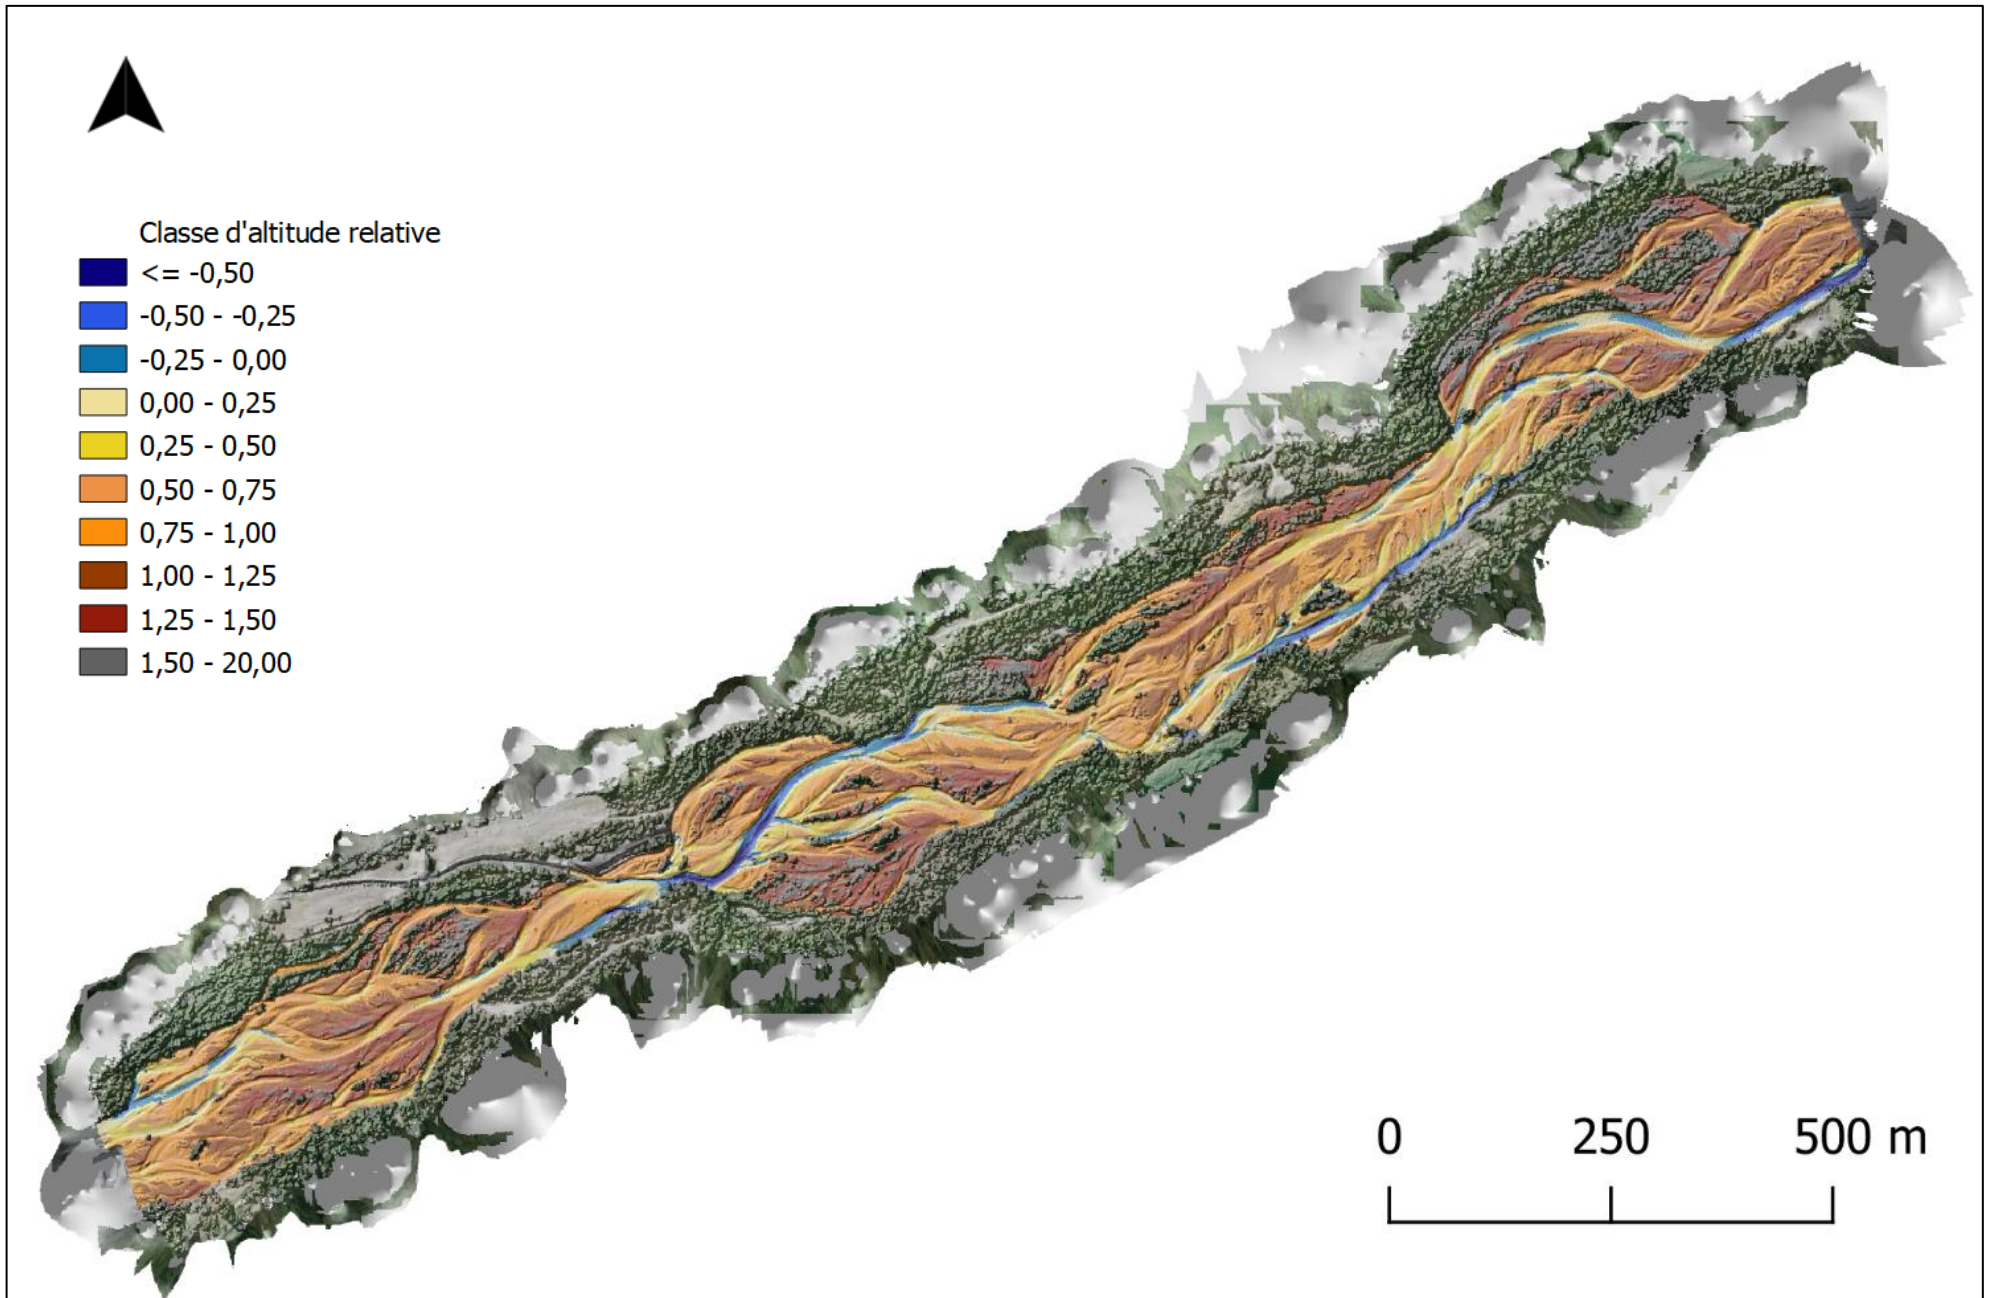 Classe d'altitude relative
<= -0,50
-0,50 - -0,25
-0,25 - 0,00
0,00 - 0,25
0,25 - 0,50
0,50 - 0,75
0,75 - 1,00
1,00 - 1,25
1,25 - 1,50
1,50 - 20,00
0 250 500 m